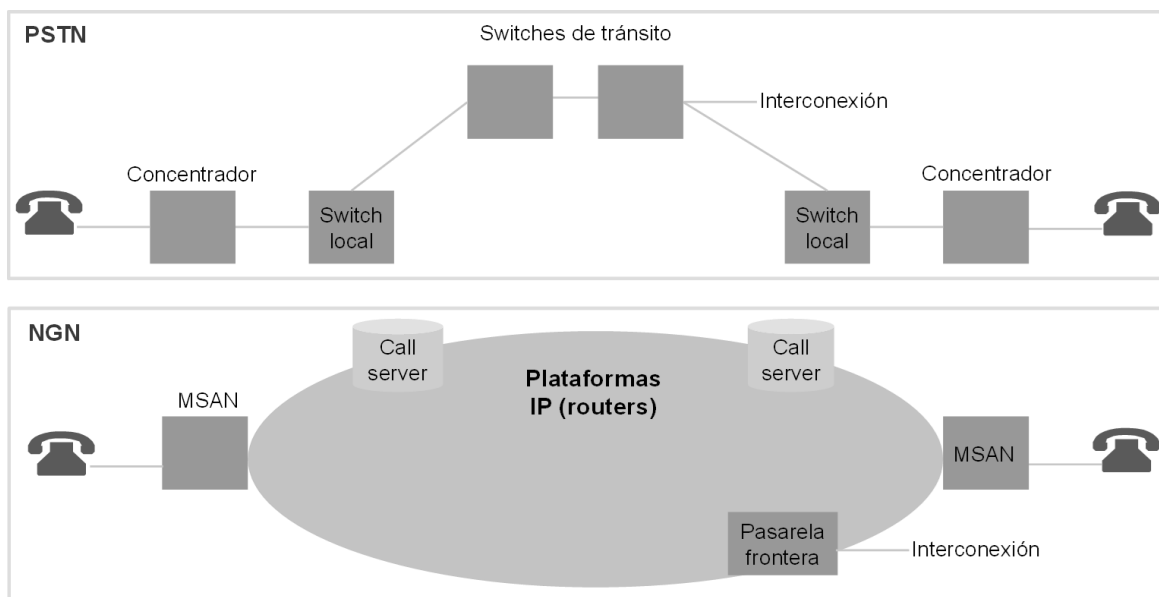 PSTN
Switches de tránsito
Interconexión
Concentrador
Concentrador
Switch
local
Switch
local
NGN
Call
server
Call
server
Plataformas
IP (routers)
MSAN
MSAN
Pasarela
frontera
Interconexión